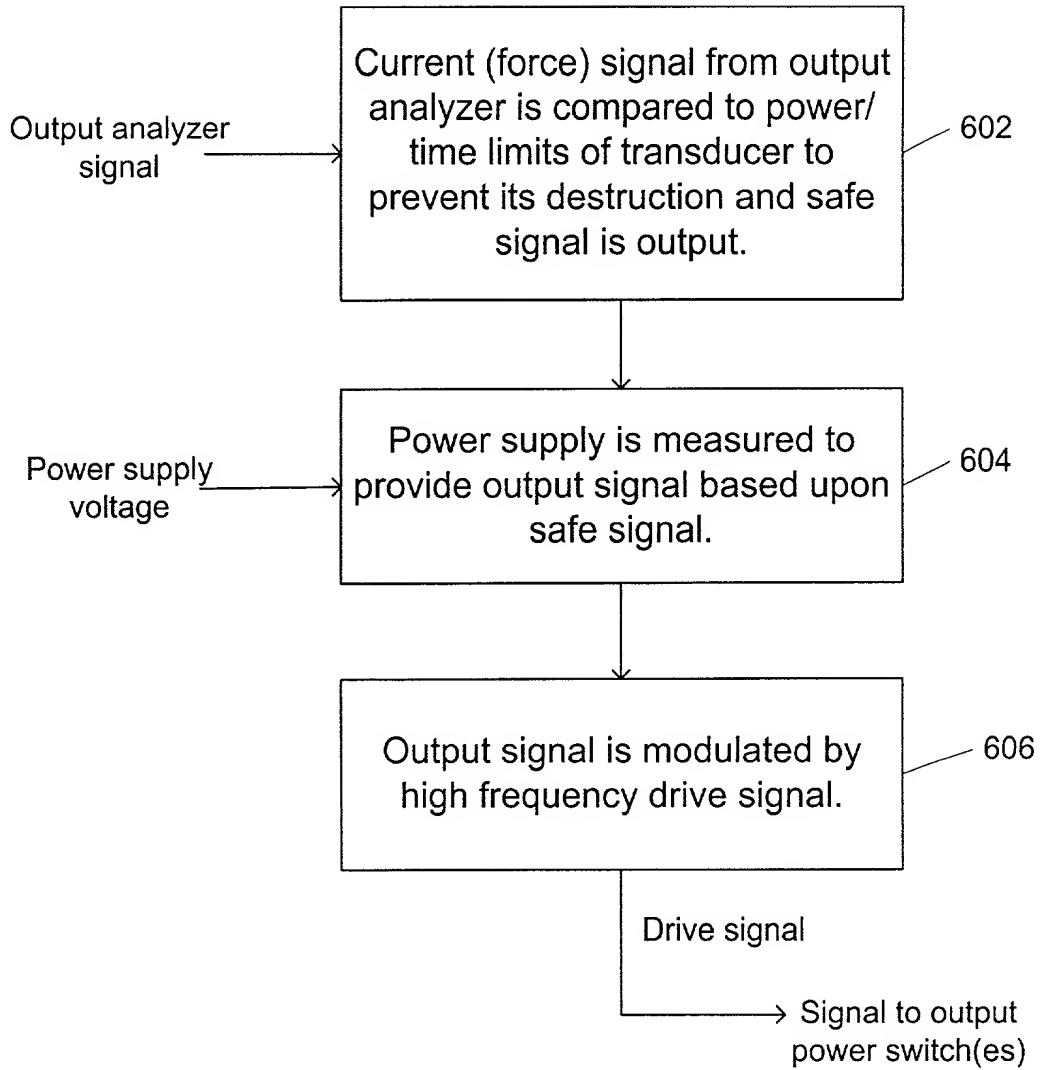 Current (force) signal from output
analyzer is compared to power/
time limits of transducer to
prevent its destruction and safe
signal is output.
602
Output analyzer
signal
Power supply is measured to
provide output signal based upon
safe signal.
604
Power supply
voltage
Output signal is modulated by
high frequency drive signal.
606
Drive signal
Signal to output
power switch(es)